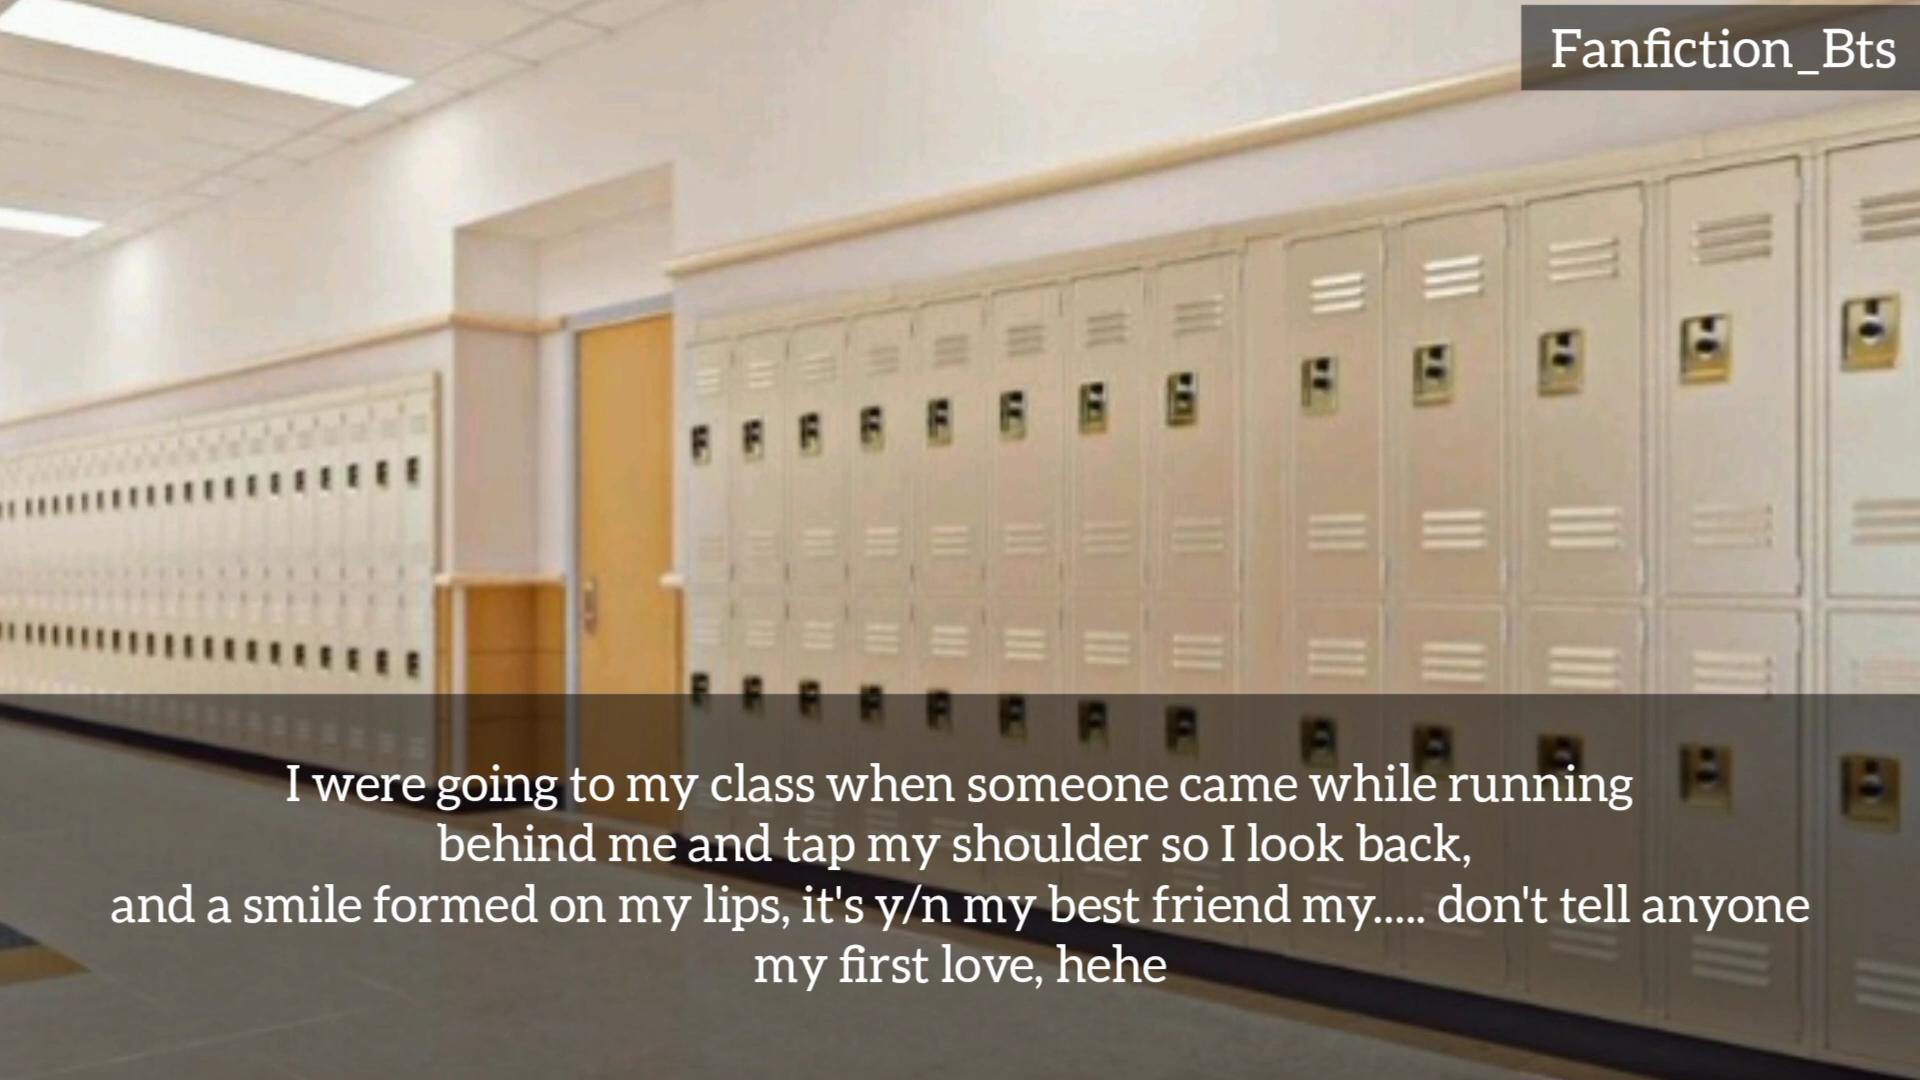 Fanfiction_Bts
I were going to my class when someone came while running
behind me and tap my shoulder so I look back,
and a smile formed on my lips, it's y/n my best friend my..... don't tell anyone
my first love, hehe